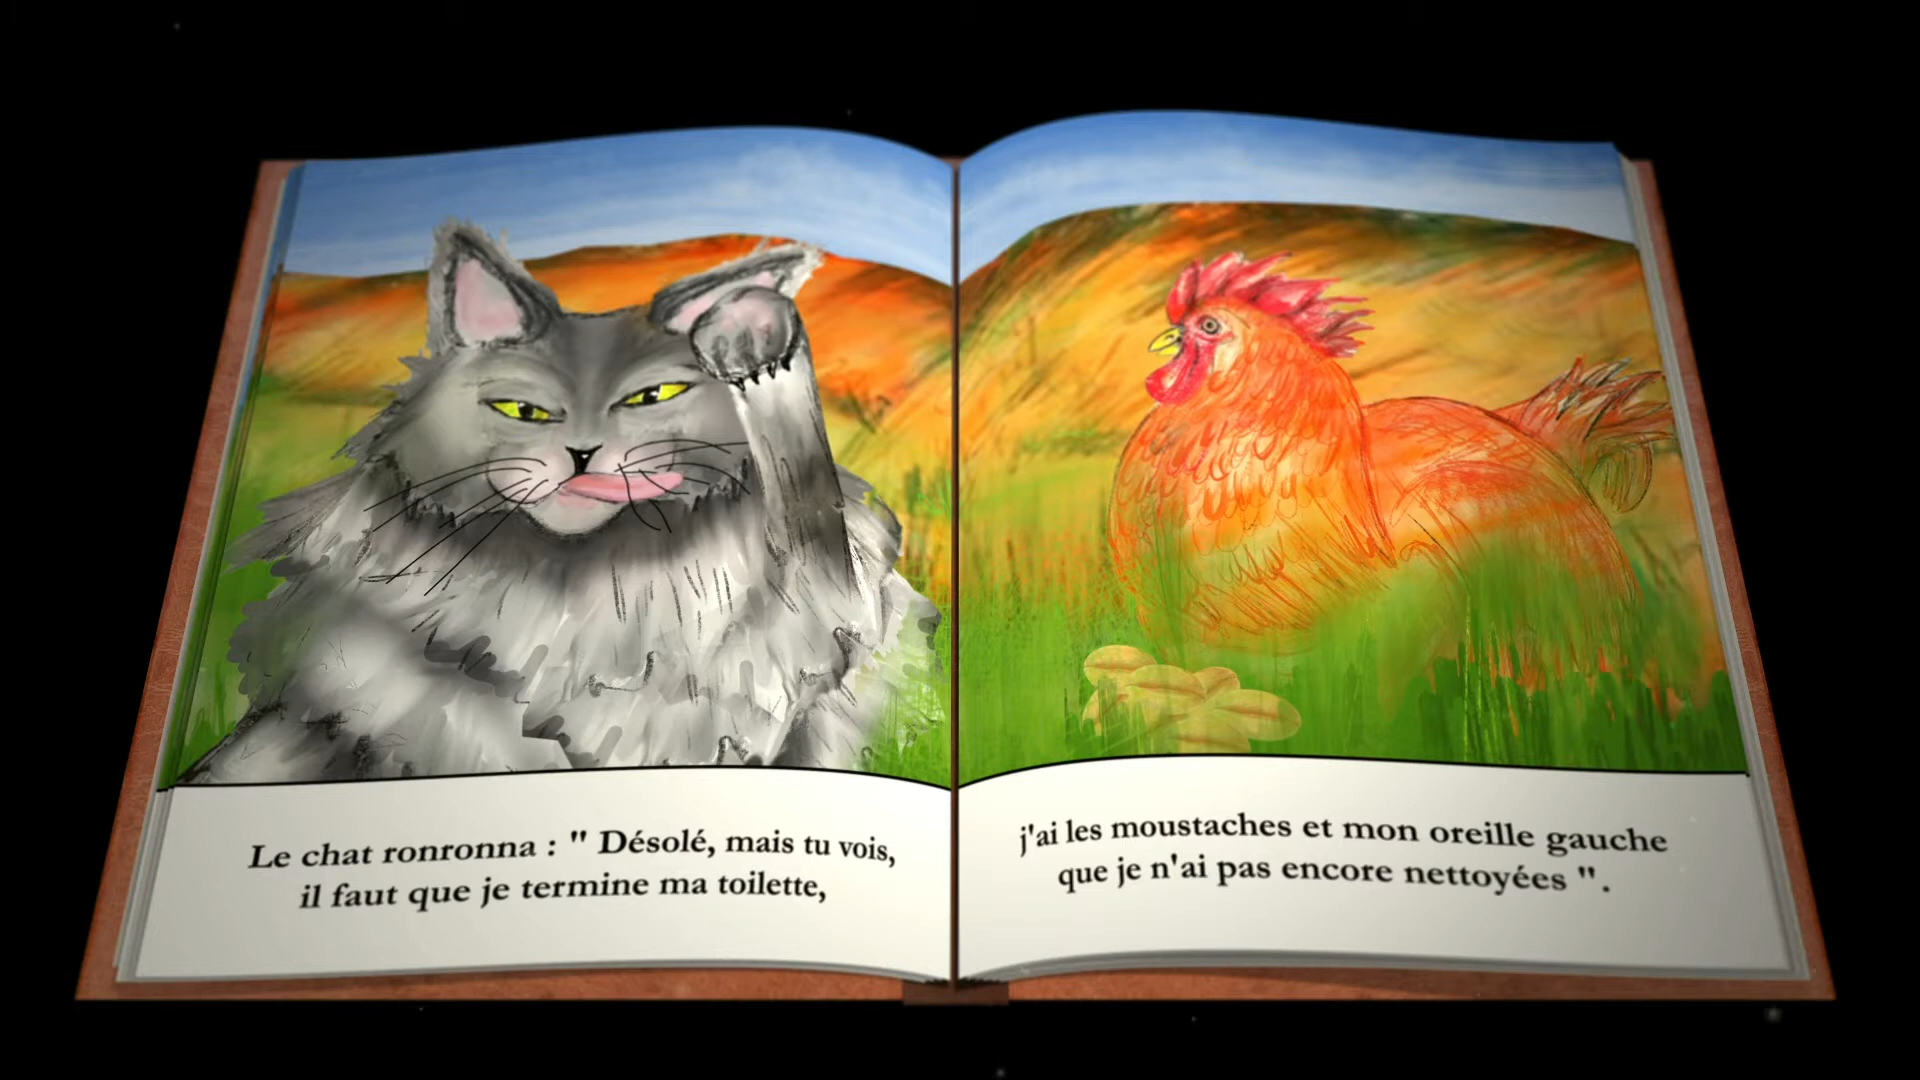 Le chat ronronna : " Désolé, mais tu vois,
il faut que je termine ma toilette,
j'ai les moustaches et mon oreille gauche
que je n'ai pas encore nettoyées ".